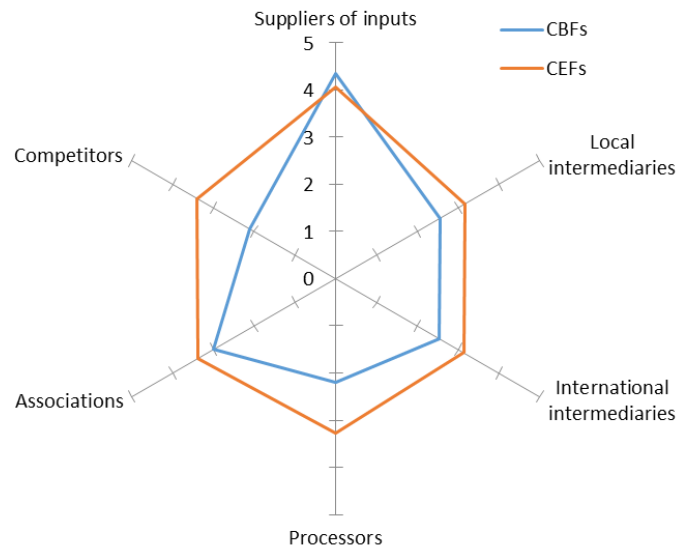 Suppliers of inputs
5
4
3
2
1
0
CBFs
CEFs
Local
intermediaries
International
intermediaries
Processors
Associations
Competitors